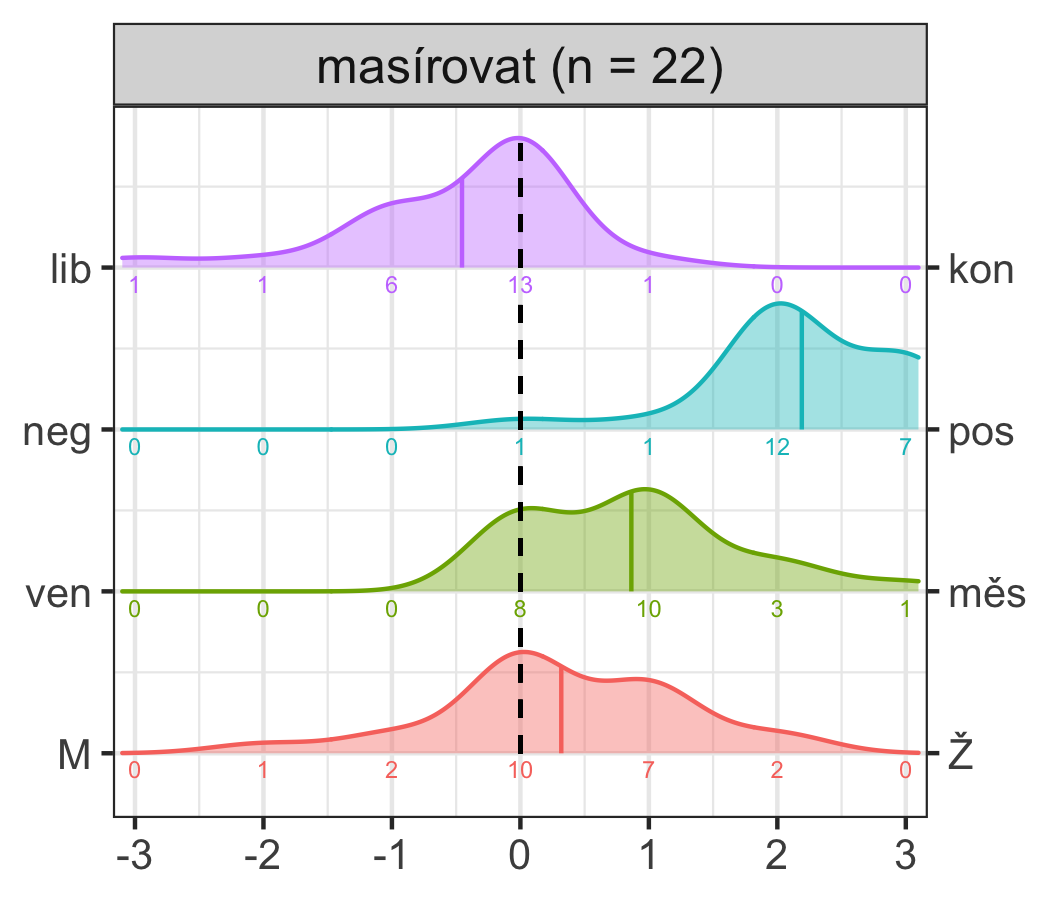 masírovat (n = 22)
lib kon
1 1 6 13 1 0 0
neg pos
0 0 0 1 1 12 7
ven měs
0 0 0 8 10 3 1
M Ž
0 1 2 10 7 2 0
-3 -2 -1 0 1 2 3